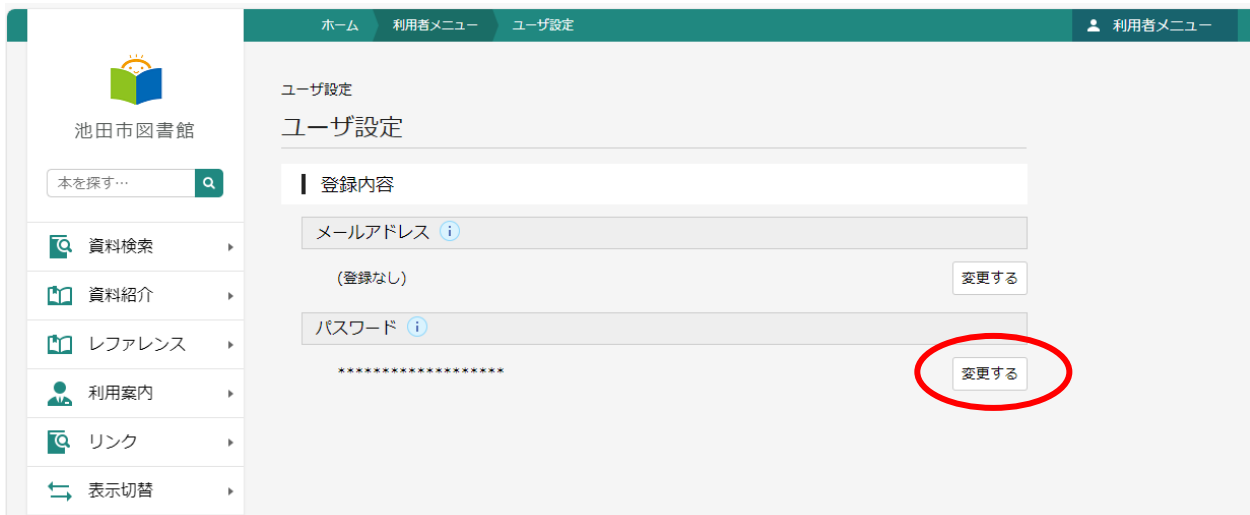 ホーム 利用者メニュー ユーザ設定 利用者メニュー
池田市図書館
本を探す…
資料検索
資料紹介
レファレンス
利用案内
リンク
表示切替
ユーザ設定
ユーザ設定
登録内容
メールアドレス i
(登録なし) 変更する
パスワード i
******************* 変更する